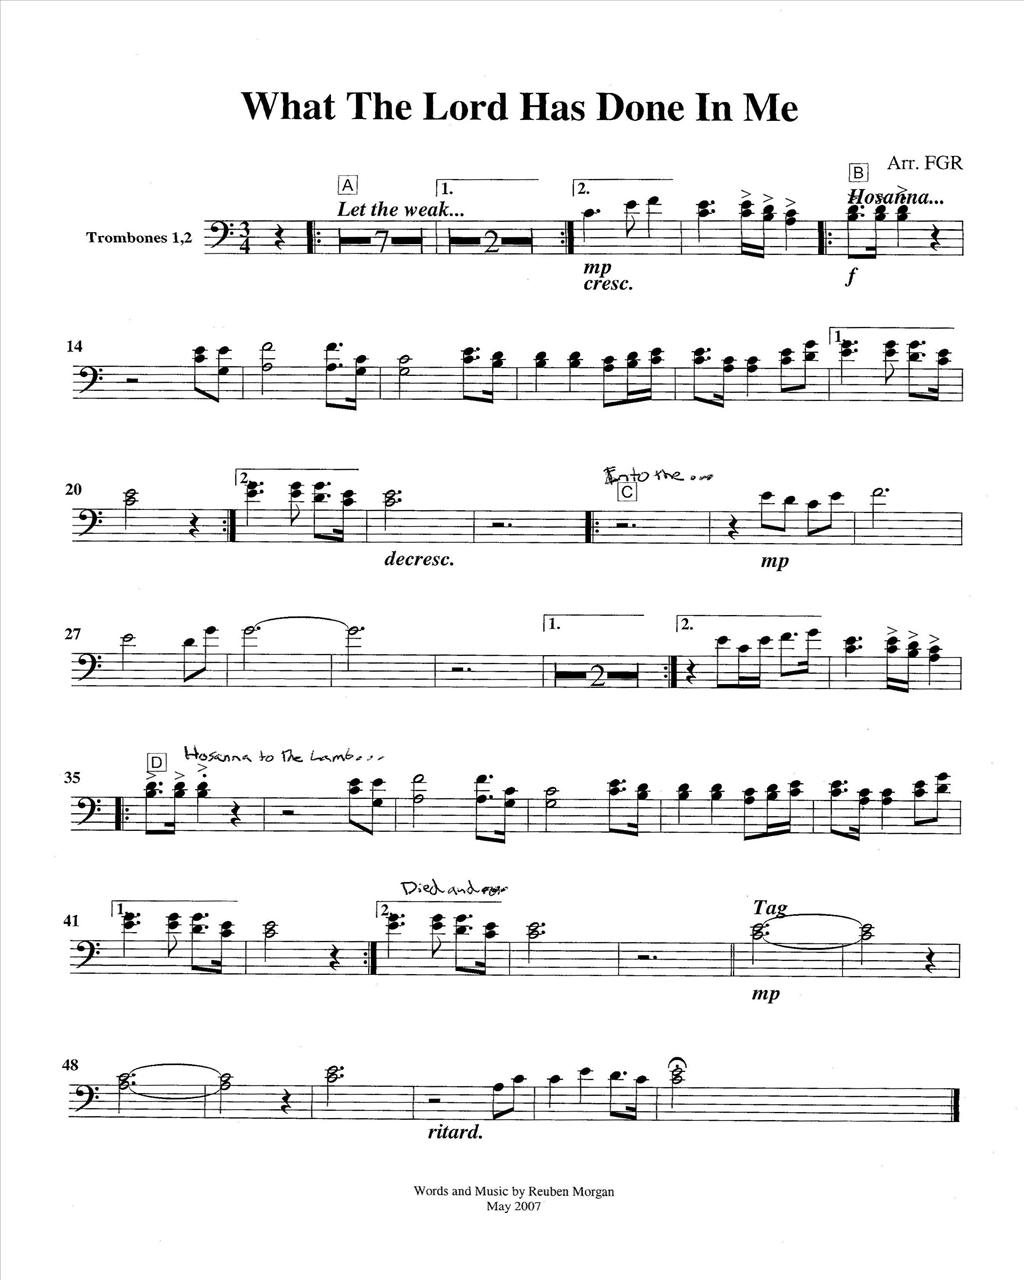 What The Lord Has Done In Me
Arr. FGR
A
B
1.
2.
Let the weak...
Hosanna...
Trombones 1,2
3
4
7
2
mp
cresc.
f
14
1.
20
2.
Into the ...
C
decresc.
mp
27
1.
2.
2
35
D
Hosanna to the Lamb...
41
1.
2.
Died and
Tag
mp
48
ritard.
Words and Music by Reuben Morgan
May 2007